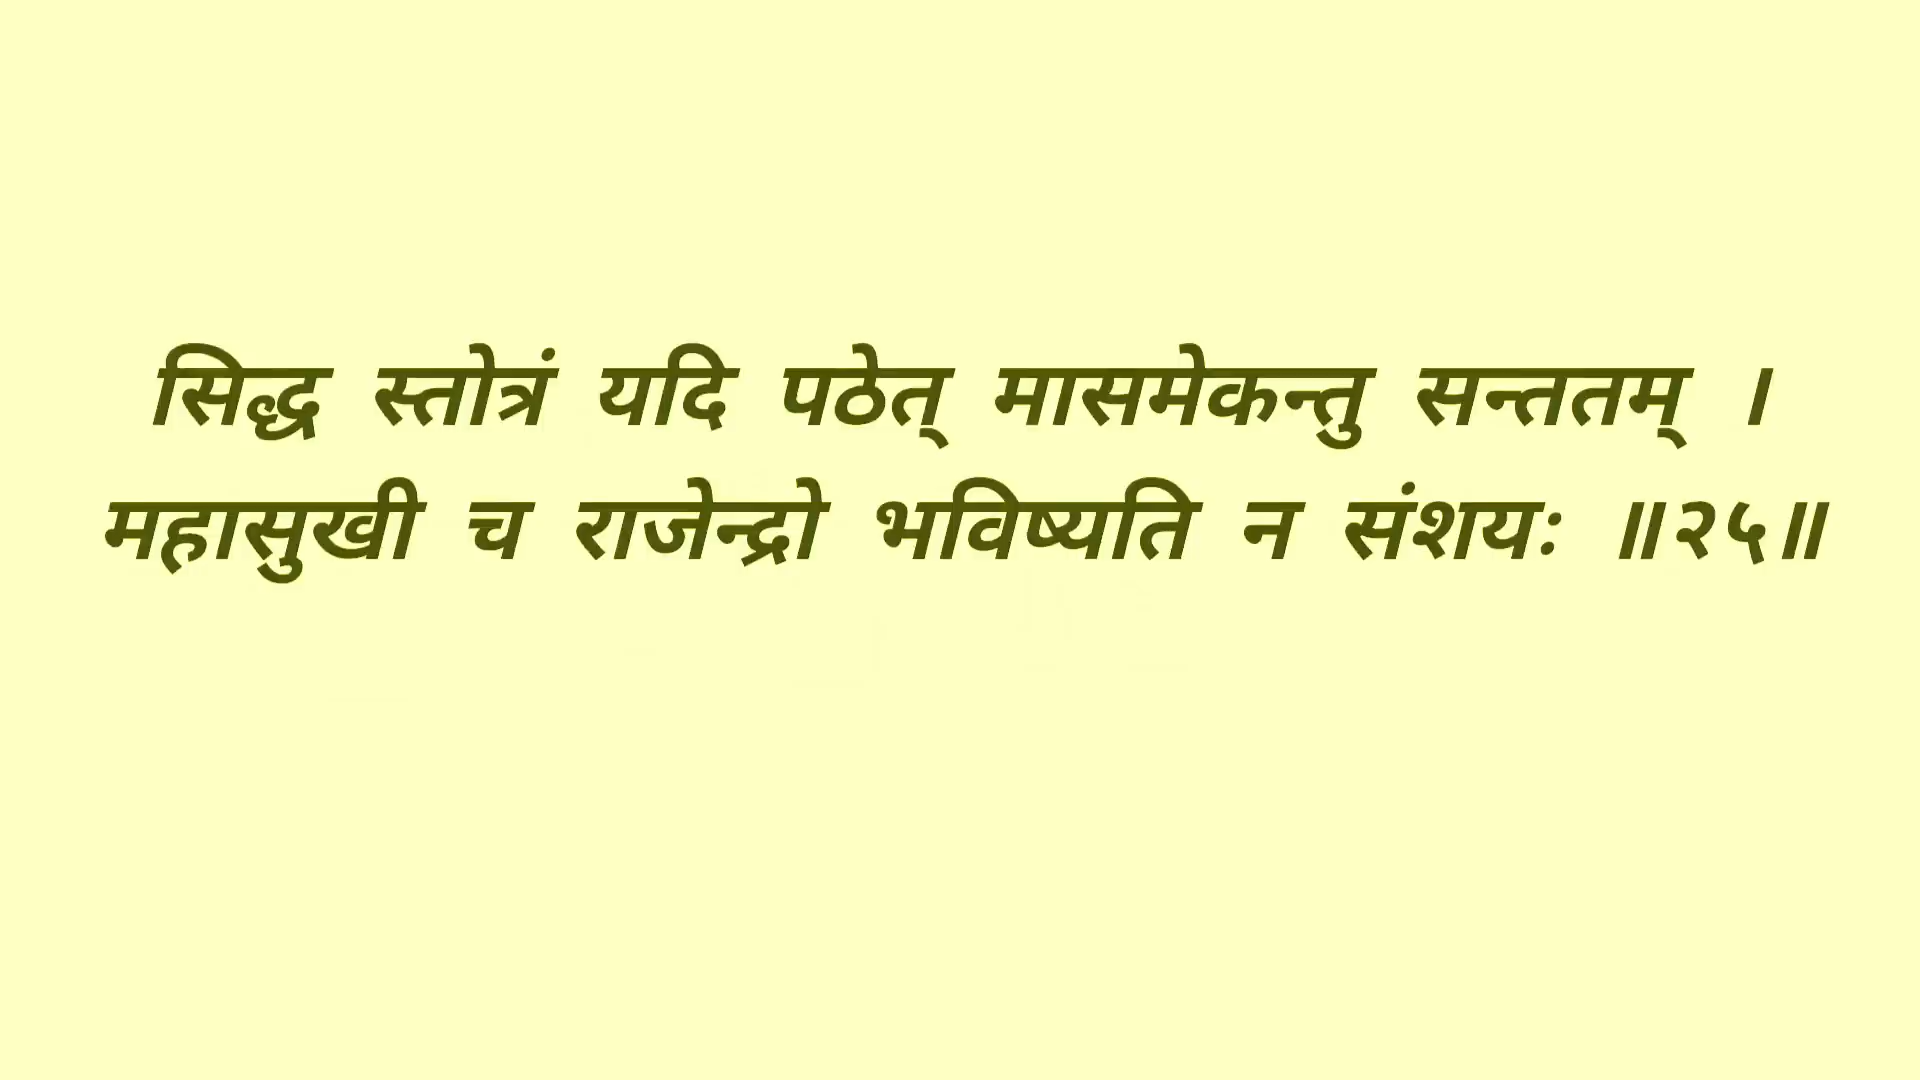 सिद्ध स्तोत्रं यदि पठेत् मासमेकन्तु सन्ततम् ।
महासुखी च राजेन्द्रो भविष्यति न संशयः ॥२५॥